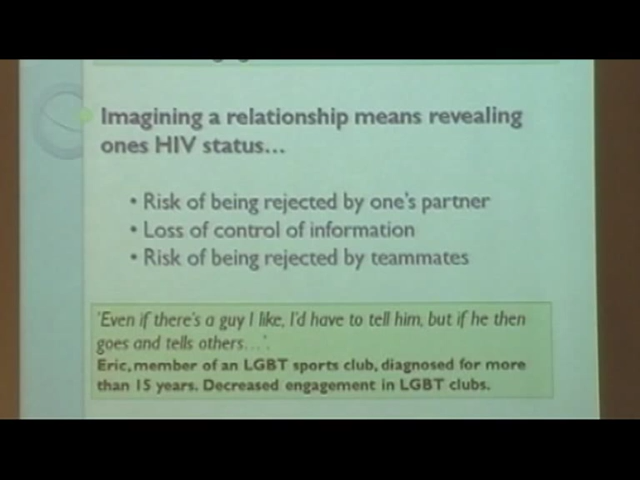 Imagining a relationship means revealing
ones HIV status...
• Risk of being rejected by one's partner
• Loss of control of information
• Risk of being rejected by teammates
'Even if there's a guy I like, I'd have to tell him, but if he then
goes and tells others...'.
Eric, member of an LGBT sports club, diagnosed for more
than 15 years. Decreased engagement in LGBT clubs.